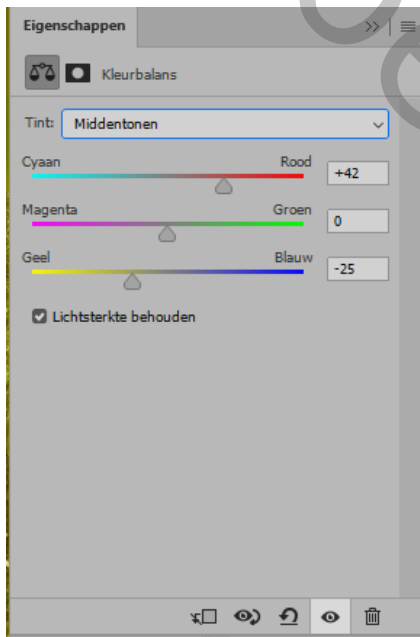 Eigenschappen
Kleurbalans
Tint: Middentonen
Cyaan Rood +42
Magenta Groen 0
Geel Blauw -25
Lichtsterkte behouden